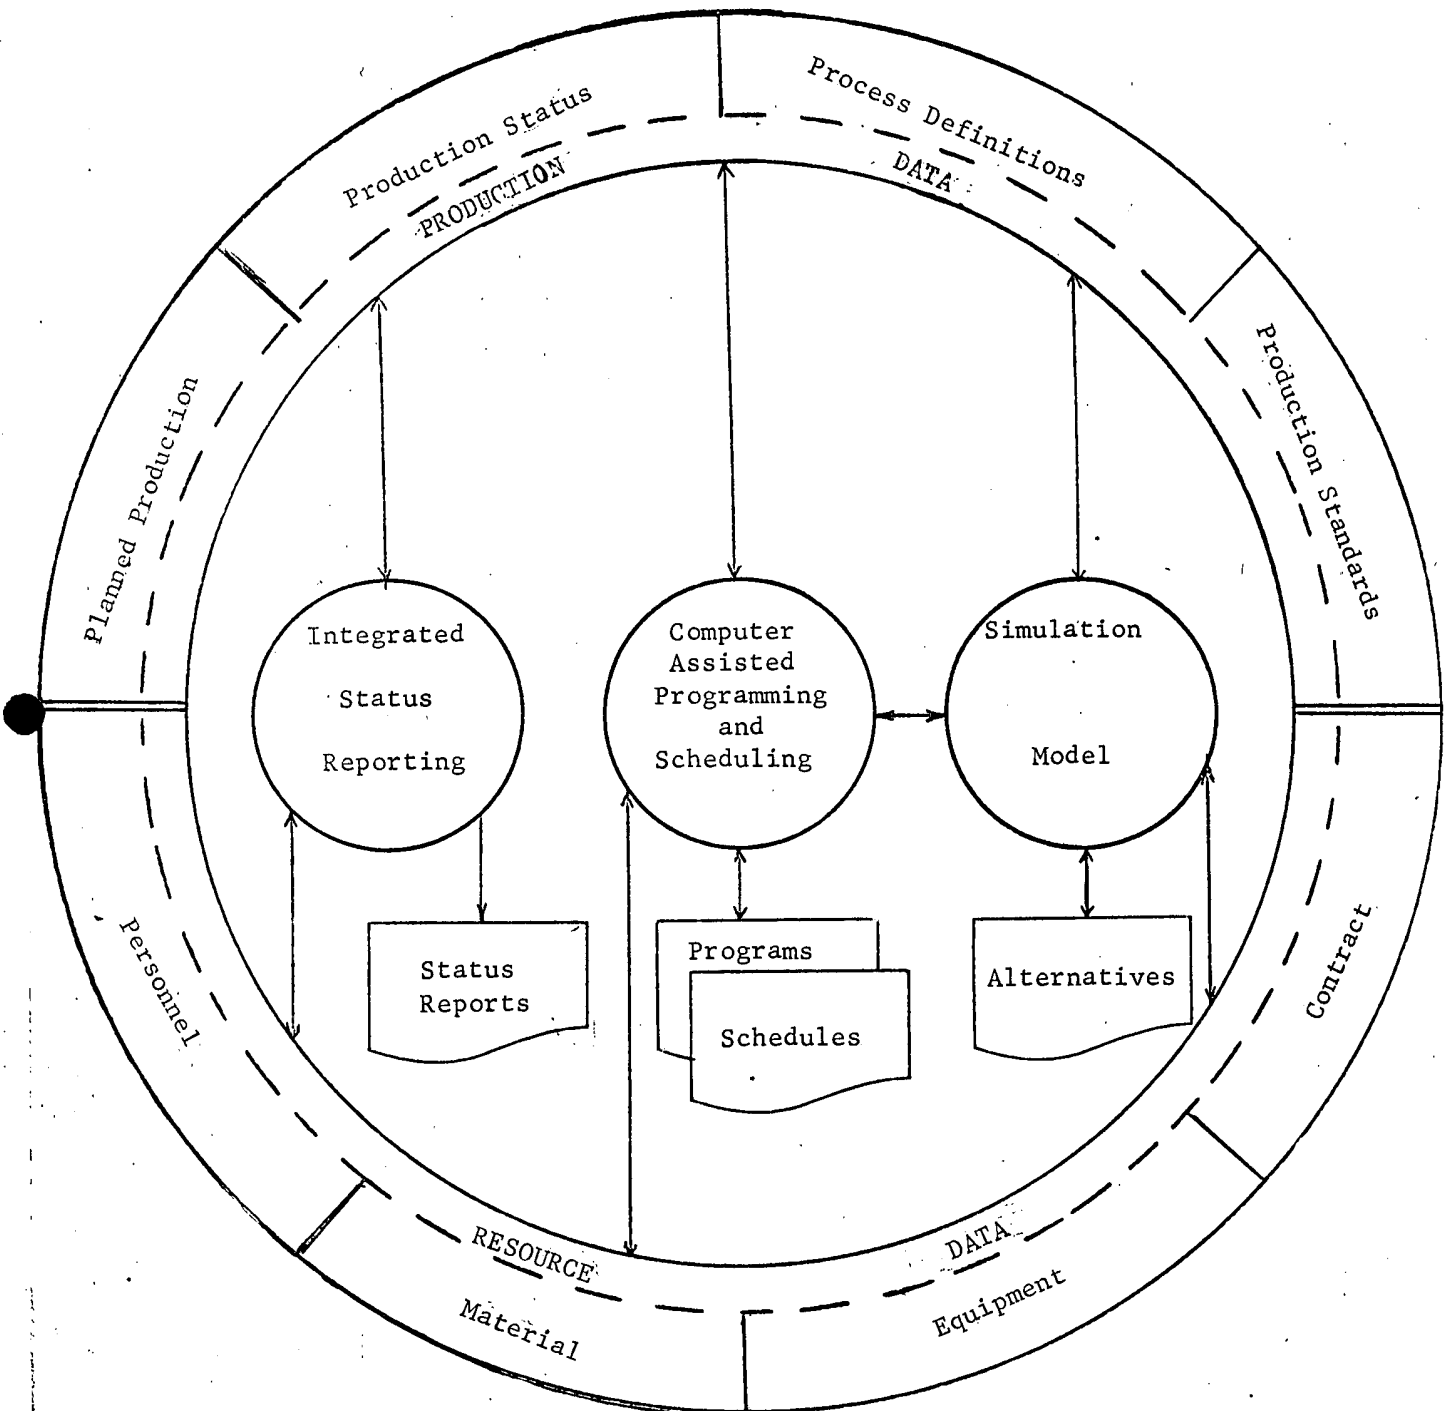 Production Status
Process Definitions
PRODUCTION
DATA
Planned Production
Production Standards
Integrated
Status
Reporting
Computer
Assisted
Programming
and
Scheduling
Simulation
Model
Personnel
Contract
Status
Reports
Programs
Schedules
Alternatives
RESOURCE
DATA
Material
Equipment